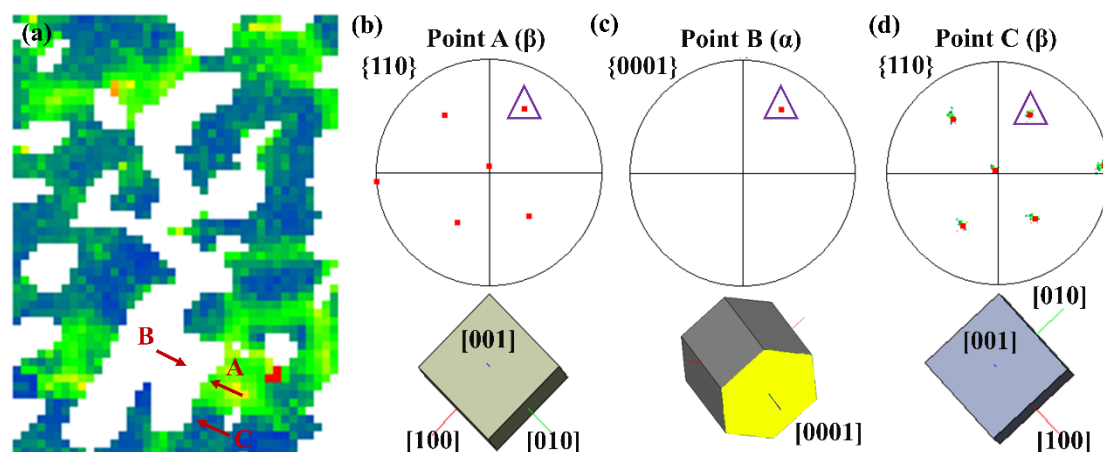 (a)
B
A
C
(b)
Point A (β)
{110}
[001]
[100]
[010]
(c)
Point B (α)
{0001}
[0001]
(d)
Point C (β)
{110}
[010]
[001]
[100]